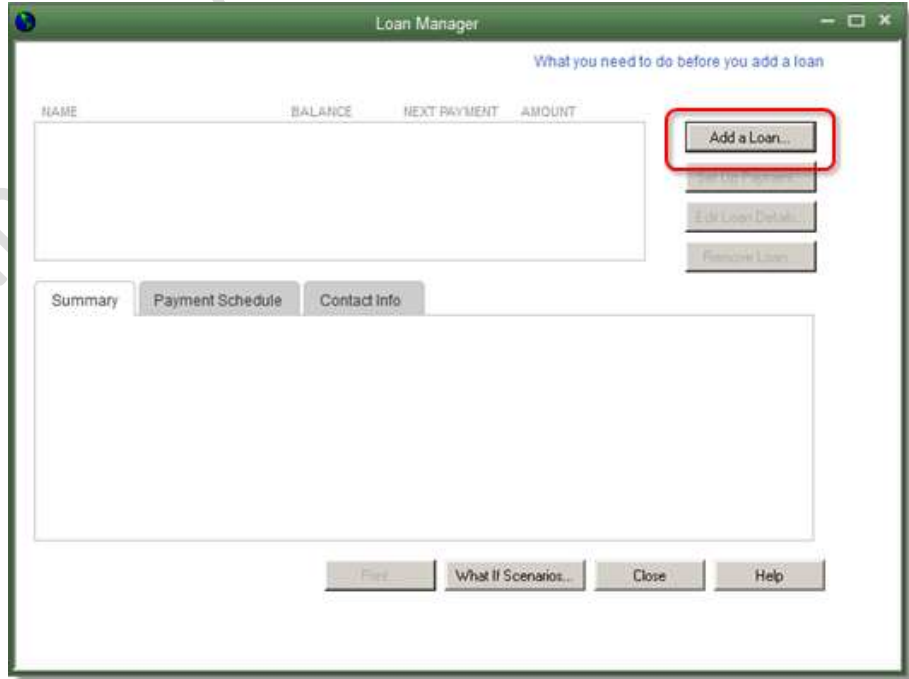 Loan Manager
What you need to do before you add a loan
NAME BALANCE NEXT PAYMENT AMOUNT
Add a Loan...
Set Up Payment...
Edit Loan Details...
Remove Loan...
Summary Payment Schedule Contact Info
Print What If Scenarios... Close Help